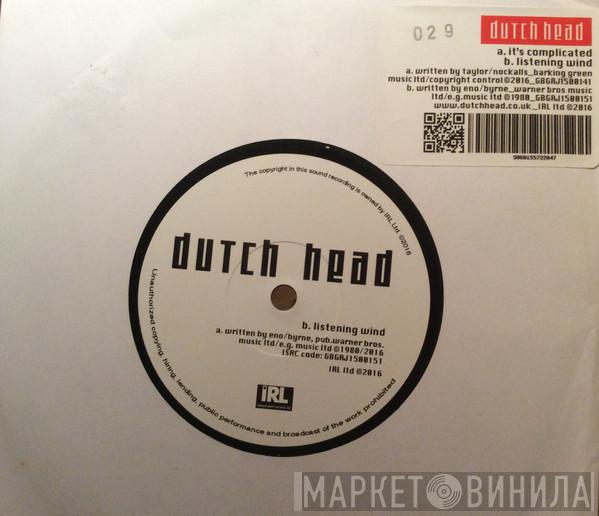 029
dutch head
a. it's complicated
b. listening wind
a. written by taylor/nockalls_barking green
music ltd/copyright control©2016_GBGRJ1500141
b. written by eno/byrne_warner bros music
ltd/e.g.music ltd ©1980_GBGRJ1500151
www.dutchhead.co.uk_IRL ltd ©2016
5060155722947
The copyright in this sound recording is owned by IRL Ltd. ©2016
dutch head
b. listening wind
a. written by eno/byrne, pub.warner bros.
music ltd/e.g. music ltd ©1980/2016
ISRC code: GBGRJ1500151
IRL ltd ©2016
iRL
Unauthorized copying, hiring, lending, public performance and broadcast of the work prohibited
МАРКЕТ ВИНИЛА